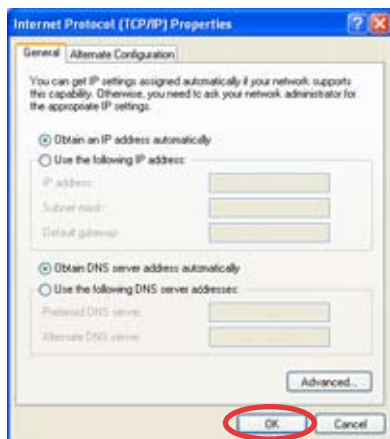 Internet Protocol (TCP/IP) Properties
General
Alternate Configuration
You can get IP settings assigned automatically if your network supports
this capability. Otherwise, you need to ask your network administrator for
the appropriate IP settings.
Obtain an IP address automatically
Use the following IP address:
IP address:
Subnet mask:
Default gateway:
Obtain DNS server address automatically
Use the following DNS server addresses:
Preferred DNS server:
Alternate DNS server:
Advanced...
OK
Cancel